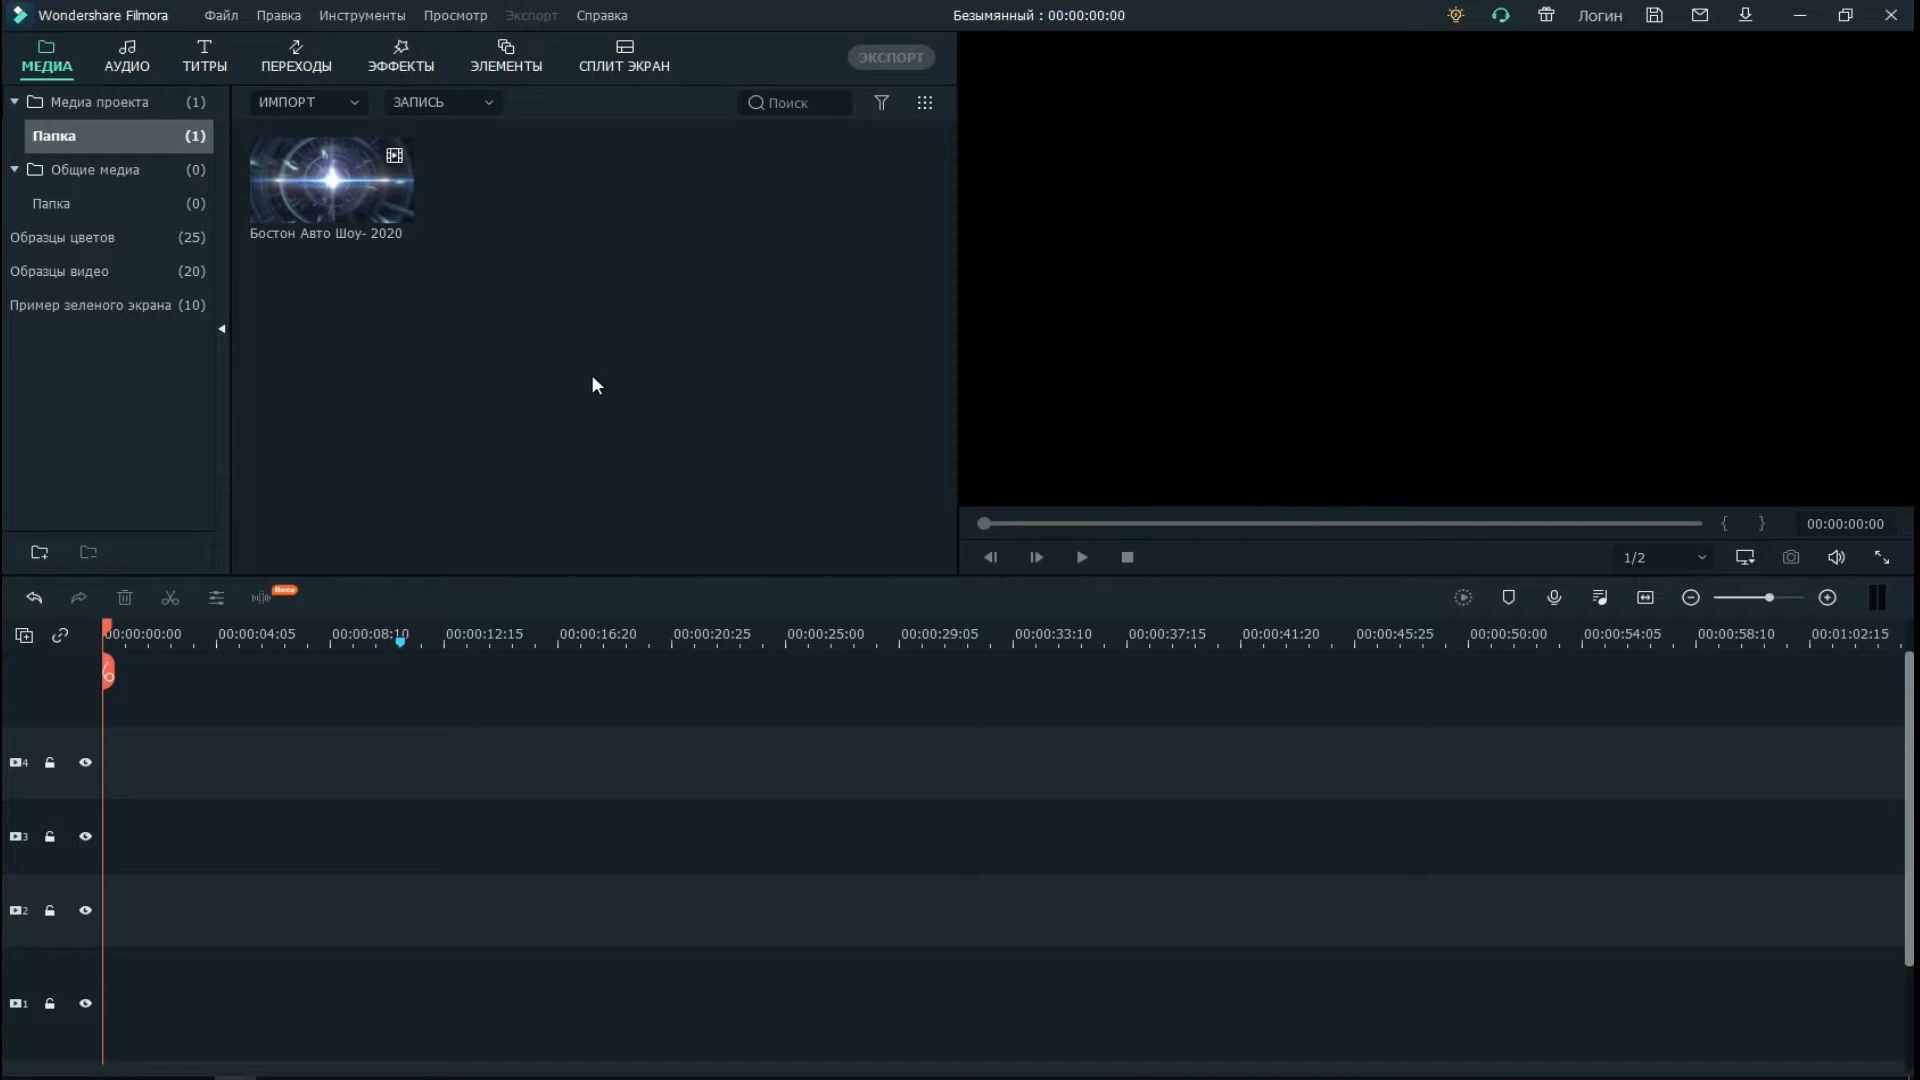 Wondershare Filmora Файл Правка Инструменты Просмотр Экспорт Справка Безымянный : 00:00:00:00 Логин
МЕДИА АУДИО ТИТРЫ ПЕРЕХОДЫ ЭФФЕКТЫ ЭЛЕМЕНТЫ СПЛИТ ЭКРАН ЭКСПОРТ
Медиа проекта (1)
Папка (1)
Общие медиа (0)
Папка (0)
Образцы цветов (25)
Образцы видео (20)
Пример зеленого экрана (10)
ИМПОРТ ЗАПИСЬ Поиск
Бостон Авто Шоу- 2020
{ } 00:00:00:00
1/2
Beta
00:00:00:00 00:00:04:05 00:00:08:10 00:00:12:15 00:00:16:20 00:00:20:25 00:00:25:00 00:00:29:05 00:00:33:10 00:00:37:15 00:00:41:20 00:00:45:25 00:00:50:00 00:00:54:05 00:00:58:10 00:01:02:15
4
3
2
1